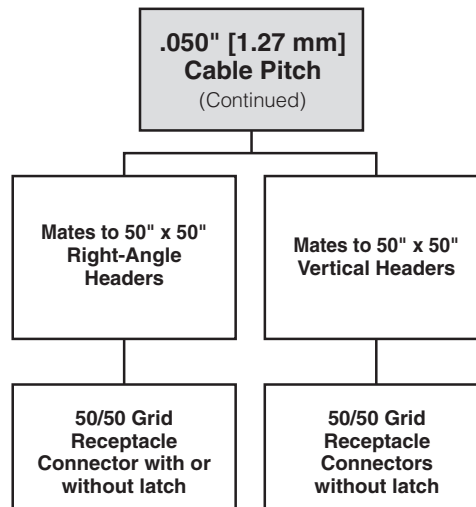 .050" [1.27 mm]
Cable Pitch
(Continued)
Mates to 50" x 50"
Right-Angle
Headers
Mates to 50" x 50"
Vertical Headers
50/50 Grid
Receptacle
Connector with or
without latch
50/50 Grid
Receptacle
Connectors
without latch